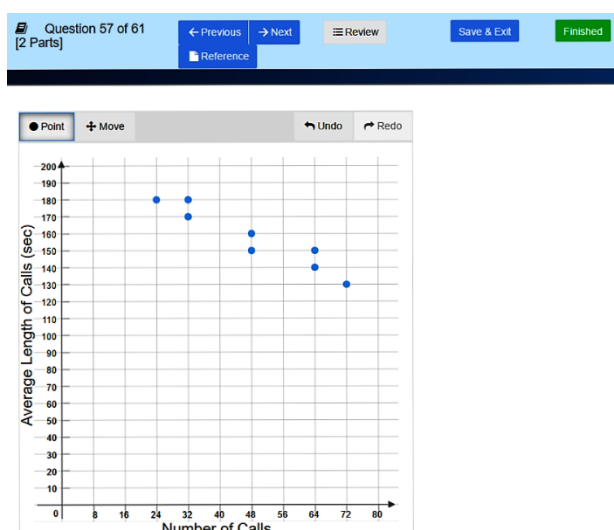 Question 57 of 61
[2 Parts]
← Previous
→ Next
Review
Save & Exit
Finished
Reference
Point
Move
Undo
Redo
Average Length of Calls (sec)
200
190
180
170
160
150
140
130
120
110
100
90
80
70
60
50
40
30
20
10
0 8 16 24 32 40 48 56 64 72 80
Number of Calls